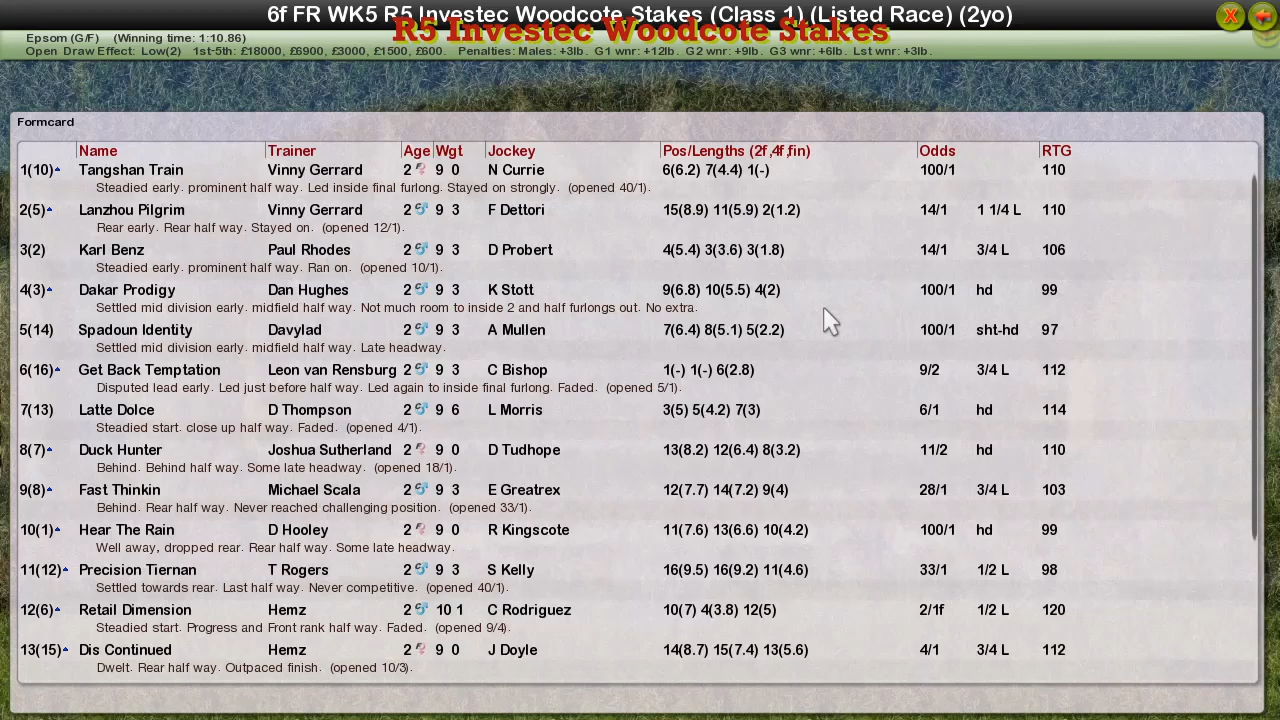 6f FR WK5 R5 Investec Woodcote Stakes (Class 1) (Listed Race) (2yo)
R5 Investec Woodcote Stakes
Epsom (G/F) (Winning time: 1:10.86)
Open Draw Effect: Low(2) 1st-5th: £18000, £6900, £3000, £1500, £600. Penalties: Males: +3lb. G1 wnr: +12lb. G2 wnr: +9lb. G3 wnr: +6lb. Lst wnr: +3lb.
Formcard
Name Trainer Age Wgt Jockey Pos/Lengths (2f,4f,fin) Odds RTG
1(10) Tangshan Train Vinny Gerrard 2 9 0 N Currie 6(6.2) 7(4.4) 1(-) 100/1 110
Steadied early. prominent half way. Led inside final furlong. Stayed on strongly. (opened 40/1).
2(5) Lanzhou Pilgrim Vinny Gerrard 2 9 3 F Dettori 15(8.9) 11(5.9) 2(1.2) 14/1 1 1/4 L 110
Rear early. Rear half way. Stayed on. (opened 12/1).
3(2) Karl Benz Paul Rhodes 2 9 3 D Probert 4(5.4) 3(3.6) 3(1.8) 14/1 3/4 L 106
Steadied early. prominent half way. Ran on. (opened 10/1).
4(3) Dakar Prodigy Dan Hughes 2 9 3 K Stott 9(6.8) 10(5.5) 4(2) 100/1 hd 99
Settled mid division early. midfield half way. Not much room to inside 2 and half furlongs out. No extra.
5(14) Spadoun Identity Davylad 2 9 3 A Mullen 7(6.4) 8(5.1) 5(2.2) 100/1 sht-hd 97
Settled mid division early. midfield half way. Late headway.
6(16) Get Back Temptation Leon van Rensburg 2 9 3 C Bishop 1(-) 1(-) 6(2.8) 9/2 3/4 L 112
Disputed lead early. Led just before half way. Led again to inside final furlong. Faded. (opened 5/1).
7(13) Latte Dolce D Thompson 2 9 6 L Morris 3(5) 5(4.2) 7(3) 6/1 hd 114
Steadied start. close up half way. Faded. (opened 4/1).
8(7) Duck Hunter Joshua Sutherland 2 9 0 D Tudhope 13(8.2) 12(6.4) 8(3.2) 11/2 hd 110
Behind. Behind half way. Some late headway. (opened 18/1).
9(8) Fast Thinkin Michael Scala 2 9 3 E Greatrex 12(7.7) 14(7.2) 9(4) 28/1 3/4 L 103
Behind. Rear half way. Never reached challenging position. (opened 33/1).
10(1) Hear The Rain D Hooley 2 9 0 R Kingscote 11(7.6) 13(6.6) 10(4.2) 100/1 hd 99
Well away, dropped rear. Rear half way. Some late headway.
11(12) Precision Tiernan T Rogers 2 9 3 S Kelly 16(9.5) 16(9.2) 11(4.6) 33/1 1/2 L 98
Settled towards rear. Last half way. Never competitive. (opened 40/1).
12(6) Retail Dimension Hemz 2 10 1 C Rodriguez 10(7) 4(3.8) 12(5) 2/1f 1/2 L 120
Steadied start. Progress and Front rank half way. Faded. (opened 9/4).
13(15) Dis Continued Hemz 2 9 0 J Doyle 14(8.7) 15(7.4) 13(5.6) 4/1 3/4 L 112
Dwelt. Rear half way. Outpaced finish. (opened 10/3).